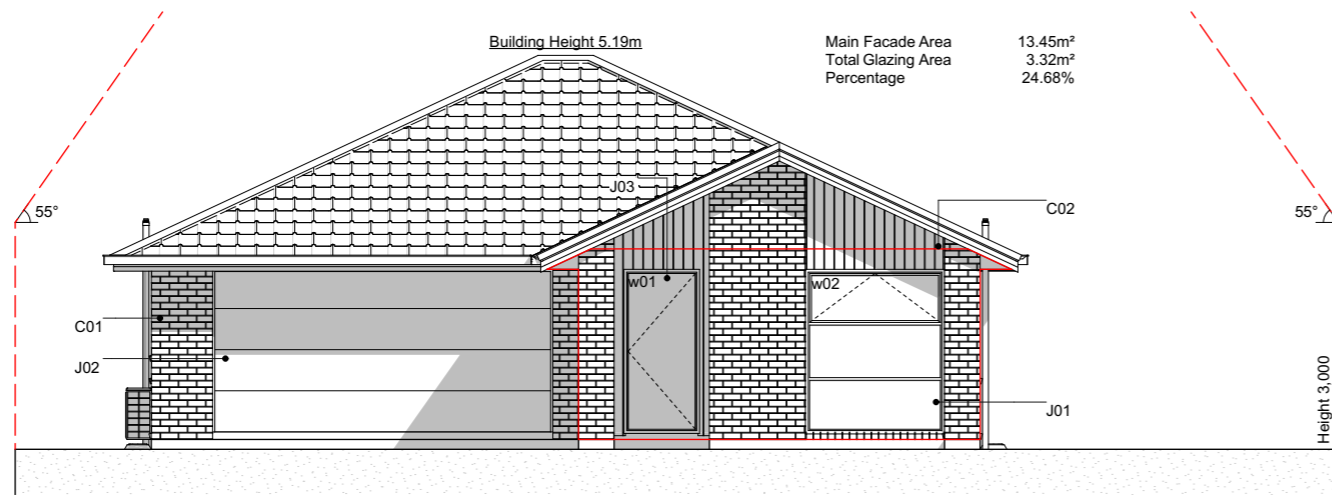 Building Height 5.19m
Main Facade Area 13.45m²
Total Glazing Area 3.32m²
Percentage 24.68%
J03
55°
55°
C02
w01
w02
C01
J02
J01
Height 3,000